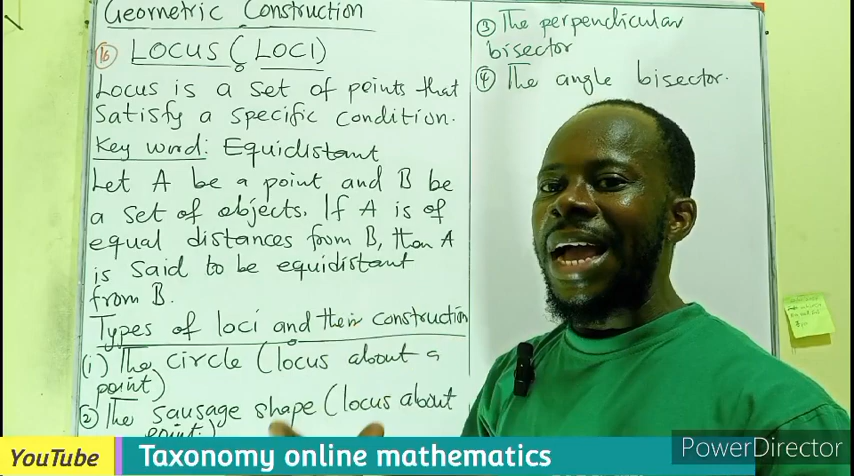 Geometric Construction
16 LOCUS (LOCI)
Locus is a set of points that
satisfy a specific condition.
Key word: Equidistant
Let A be a point and B be
a set of objects. If A is of
equal distances from B, then A
is said to be equidistant
from B.
Types of loci and their construction
(1) The circle (locus about a
point)
2 The sausage shape (locus about
point.)
3 The perpendicular
bisector
4 The angle bisector.
YouTube Taxonomy online mathematics
PowerDirector